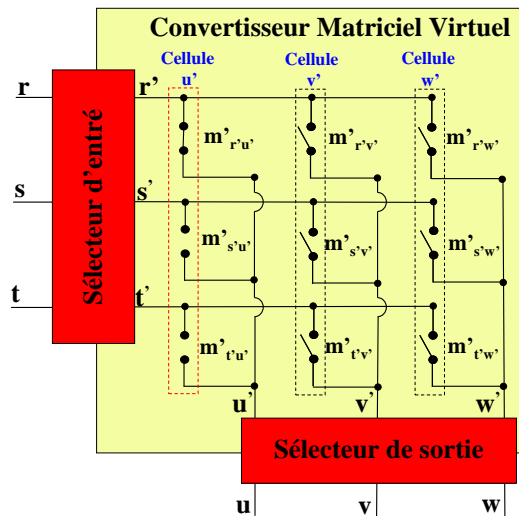 Convertisseur Matriciel Virtuel
Cellule u'
Cellule v'
Cellule w'
r
r'
m'r'u'
m'r'v'
m'r'w'
Sélecteur d'entré
s
s'
m's'u'
m's'v'
m's'w'
t
t'
m't'u'
m't'v'
m't'w'
u'
v'
w'
Sélecteur de sortie
u
v
w